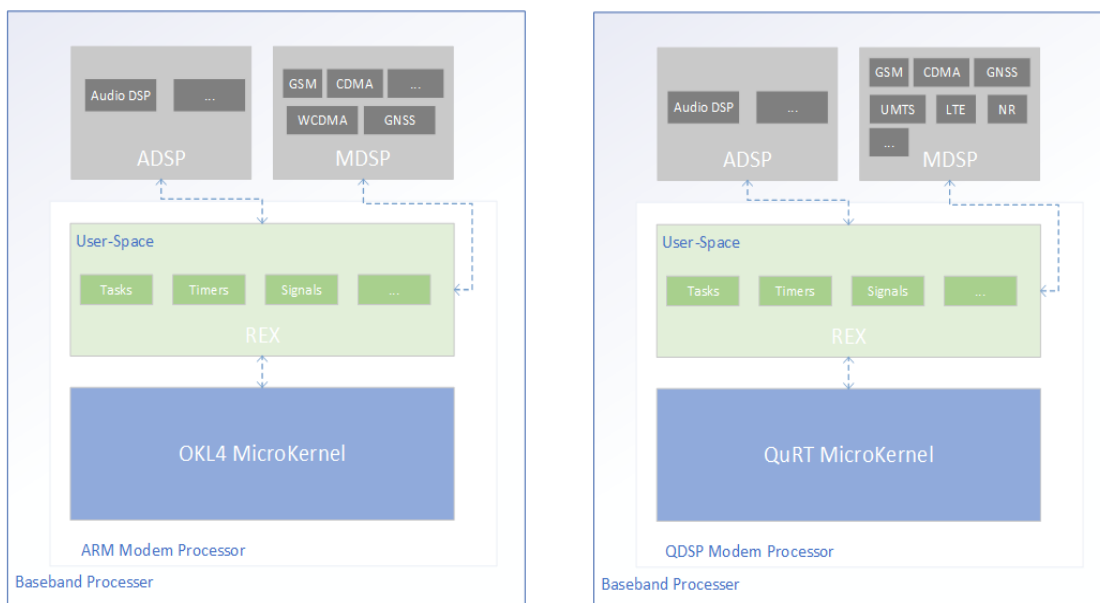 Audio DSP
...
ADSP
GSM
CDMA
...
WCDMA
GNSS
MDSP
User-Space
Tasks
Timers
Signals
...
REX
OKL4 MicroKernel
ARM Modem Processor
Baseband Processer
Audio DSP
...
ADSP
GSM
CDMA
GNSS
UMTS
LTE
NR
...
MDSP
User-Space
Tasks
Timers
Signals
...
REX
QuRT MicroKernel
QDSP Modem Processor
Baseband Processer